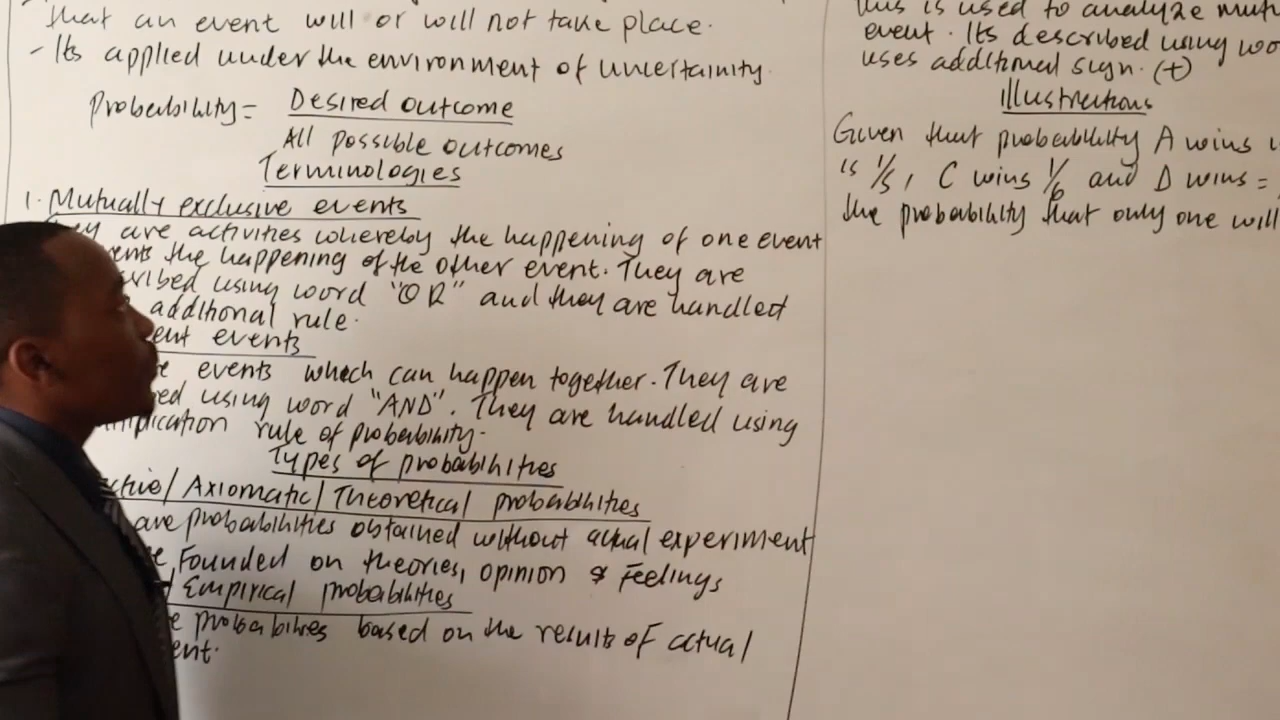 that an event will or will not take place.
- Its applied under the environment of uncertainity.
Probability = Desired outcome
All possible outcomes
Terminologies
1. Mutually exclusive events
are activities whereby the happening of one event
the happening of the other event. They are
using word "OR" and they are handled
additional rule.
events
events which can happen together. They are
using word "AND". They are handled using
rule of probability.
Types of probabilities
/ Axiomatic / Theoretical probabilities
are probabilities obtained without actual experiment
Founded on theories, opinion & Feelings
/ Empirical probabilities
probabilities based on the results of actual
this is used to analyze
event. Its described using
uses additional sign. (+)
Illustrations
Given that probability A wins
is 1/5, C wins 1/6 and D wins =
the probability that only one will